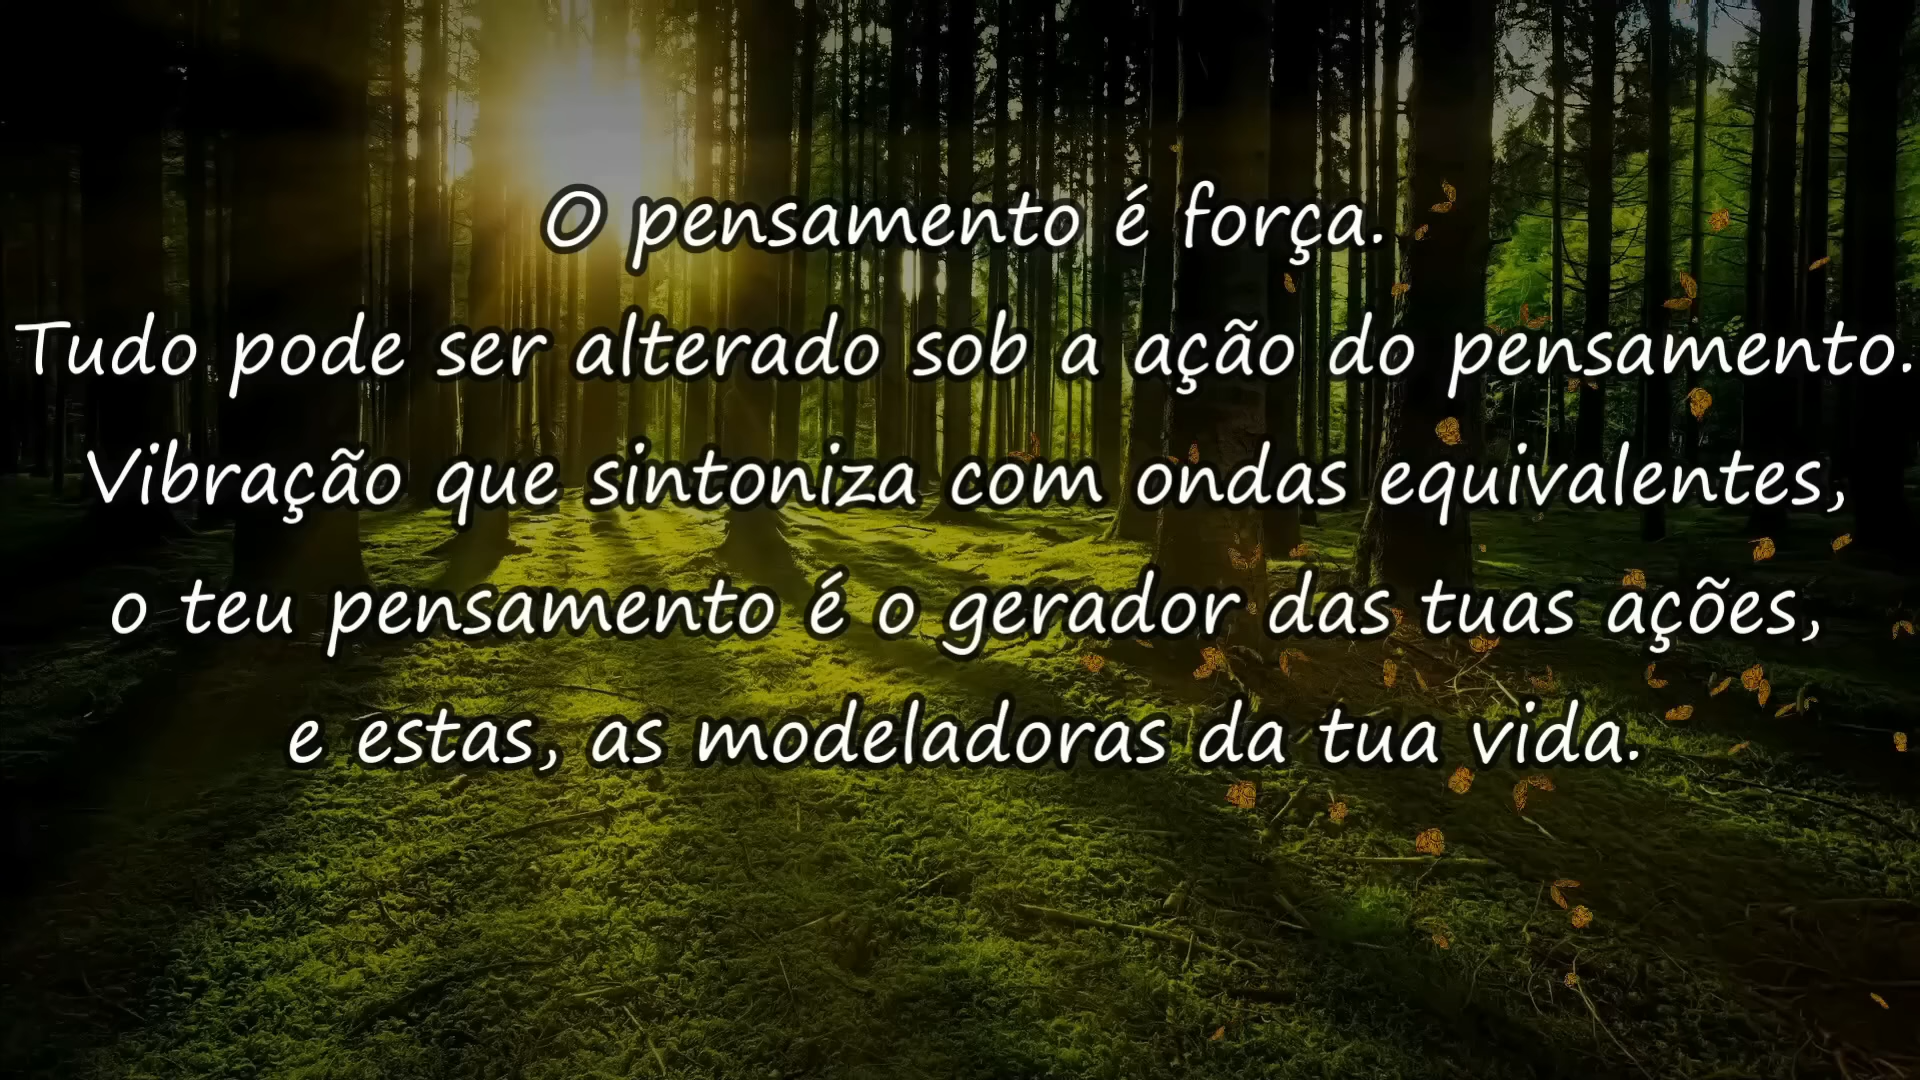 O pensamento é força.
Tudo pode ser alterado sob a ação do pensamento.
Vibração que sintoniza com ondas equivalentes,
o teu pensamento é o gerador das tuas ações,
e estas, as modeladoras da tua vida.